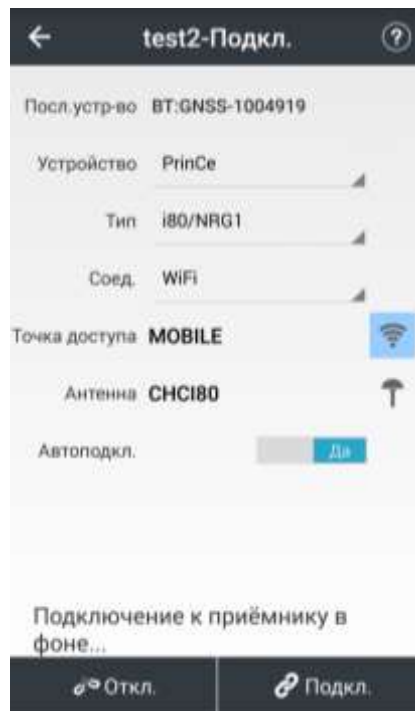 test2-Подкл.
?
Посл.устр-во BT:GNSS-1004919
Устройство PrinCe
Тип i80/NRG1
Соед. WiFi
Точка доступа MOBILE
Антенна CHCI80
Автоподкл. Да
Подключение к приёмнику в
фоне...
Откл. Подкл.